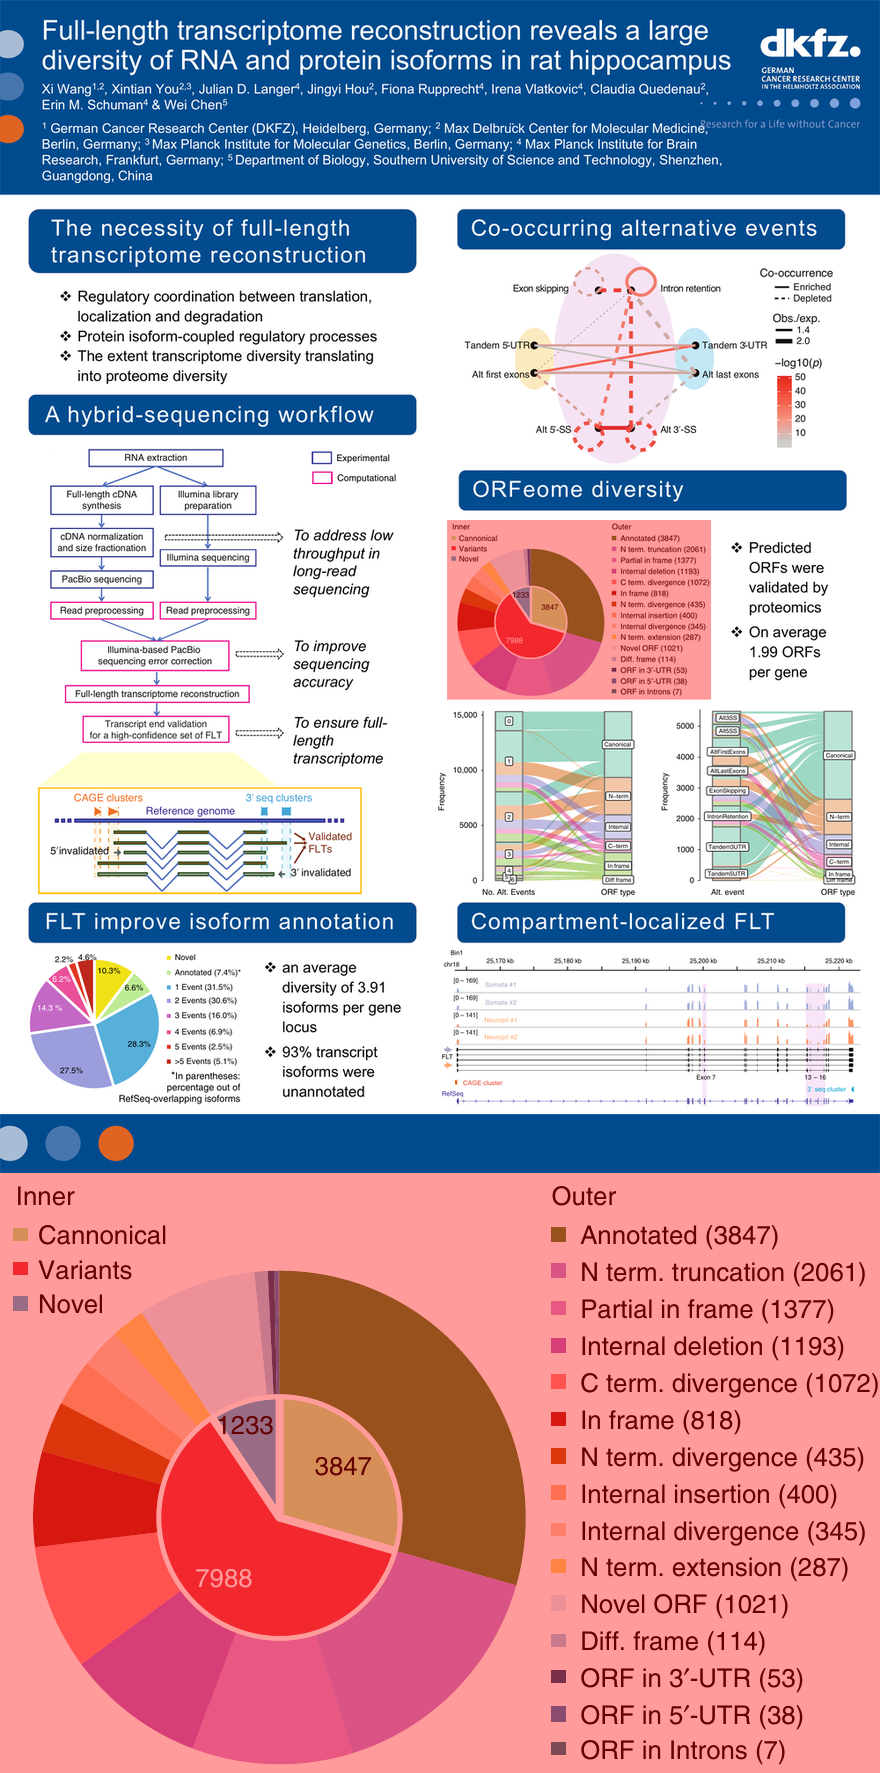 Full-length transcriptome reconstruction reveals a large
diversity of RNA and protein isoforms in rat hippocampus
Xi Wang1,2, Xintian You2,3, Julian D. Langer4, Jingyi Hou2, Fiona Rupprecht4, Irena Vlatkovic4, Claudia Quedenau2,
Erin M. Schuman4 & Wei Chen5
1 German Cancer Research Center (DKFZ), Heidelberg, Germany; 2 Max Delbrück Center for Molecular Medicine,
Berlin, Germany; 3 Max Planck Institute for Molecular Genetics, Berlin, Germany; 4 Max Planck Institute for Brain
Research, Frankfurt, Germany; 5 Department of Biology, Southern University of Science and Technology, Shenzhen,
Guangdong, China
dkfz.
GERMAN
CANCER RESEARCH CENTER
IN THE HELMHOLTZ ASSOCIATION
Research for a Life without Cancer
The necessity of full-length
transcriptome reconstruction
❖ Regulatory coordination between translation,
localization and degradation
❖ Protein isoform-coupled regulatory processes
❖ The extent transcriptome diversity translating
into proteome diversity
A hybrid-sequencing workflow
RNA extraction
Experimental
Computational
Full-length cDNA
synthesis
Illumina library
preparation
cDNA normalization
and size fractionation
Illumina sequencing
PacBio sequencing
Read preprocessing
Read preprocessing
To address low
throughput in
long-read
sequencing
Illumina-based PacBio
sequencing error correction
To improve
sequencing
accuracy
Full-length transcriptome reconstruction
Transcript end validation
for a high-confidence set of FLT
To ensure full-
length
transcriptome
CAGE clusters
3′ seq clusters
Reference genome
Validated
FLTs
5′invalidated
3′ invalidated
FLT improve isoform annotation
2.2%
4.6%
10.3%
6.6%
28.3%
27.5%
14.3 %
6.2%
Novel
Annotated (7.4%)*
1 Event (31.5%)
2 Events (30.6%)
3 Events (16.0%)
4 Events (6.9%)
5 Events (2.5%)
>5 Events (5.1%)
*In parentheses:
percentage out of
RefSeq-overlapping isoforms
❖ an average
diversity of 3.91
isoforms per gene
locus
❖ 93% transcript
isoforms were
unannotated
Co-occurring alternative events
Exon skipping
Intron retention
Tandem 5′-UTR
Tandem 3′-UTR
Alt first exons
Alt last exons
Alt 5′-SS
Alt 3′-SS
Co-occurrence
Enriched
Depleted
Obs./exp.
1.4
2.0
−log10(p)
50
40
30
20
10
ORFeome diversity
Inner
Cannonical
Variants
Novel
1233
3847
7988
Outer
Annotated (3847)
N term. truncation (2061)
Partial in frame (1377)
Internal deletion (1193)
C term. divergence (1072)
In frame (818)
N term. divergence (435)
Internal insertion (400)
Internal divergence (345)
N term. extension (287)
Novel ORF (1021)
Diff. frame (114)
ORF in 3′-UTR (53)
ORF in 5′-UTR (38)
ORF in Introns (7)
❖ Predicted
ORFs were
validated by
proteomics
❖ On average
1.99 ORFs
per gene
Frequency
15,000
10,000
5000
0
0
1
2
3
4
Canonical
N−term
Internal
C−term
In frame
Diff frame
No. Alt. Events
ORF type
Frequency
5000
4000
3000
2000
1000
0
Alt3SS
Alt5SS
AltFirstExons
AltLastExons
ExonSkipping
IntronRetention
Tandem3UTR
Tandem5UTR
Canonical
N−term
Internal
C−term
In frame
Diff frame
Alt. event
ORF type
Compartment-localized FLT
Bin1
chr18
25,170 kb
25,180 kb
25,190 kb
25,200 kb
25,210 kb
25,220 kb
[0 – 169]
Somata #1
[0 – 169]
Somata #2
[0 – 141]
Neuropil #1
[0 – 141]
Neuropil #2
FLT
Exon 7
13 – 16
CAGE cluster
3′ seq cluster
RefSeq
Inner
Cannonical
Variants
Novel
1233
3847
7988
Outer
Annotated (3847)
N term. truncation (2061)
Partial in frame (1377)
Internal deletion (1193)
C term. divergence (1072)
In frame (818)
N term. divergence (435)
Internal insertion (400)
Internal divergence (345)
N term. extension (287)
Novel ORF (1021)
Diff. frame (114)
ORF in 3′-UTR (53)
ORF in 5′-UTR (38)
ORF in Introns (7)